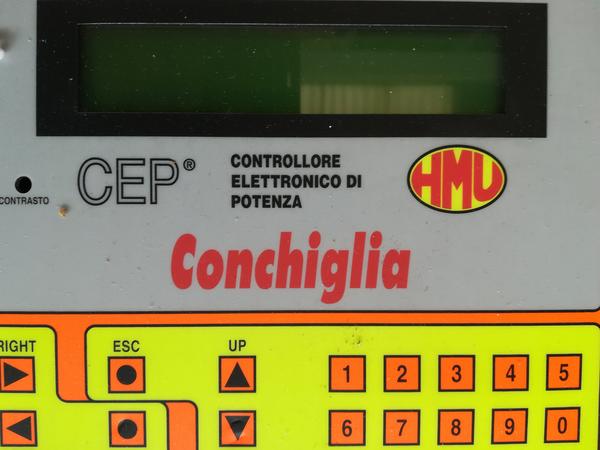 CEP®
CONTROLLORE
ELETTRONICO DI
POTENZA
HMU
CONTRASTO
Conchiglia
RIGHT
ESC
UP
1 2 3 4 5
6 7 8 9 0